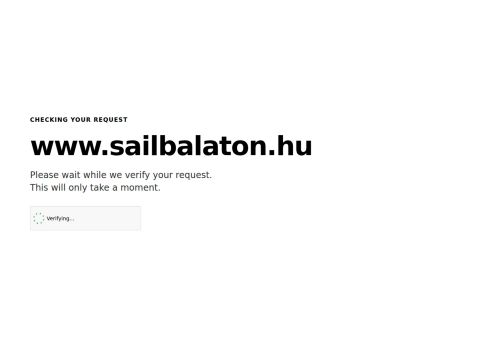 CHECKING YOUR REQUEST
www.sailbalaton.hu
Please wait while we verify your request.
This will only take a moment.
Verifying...